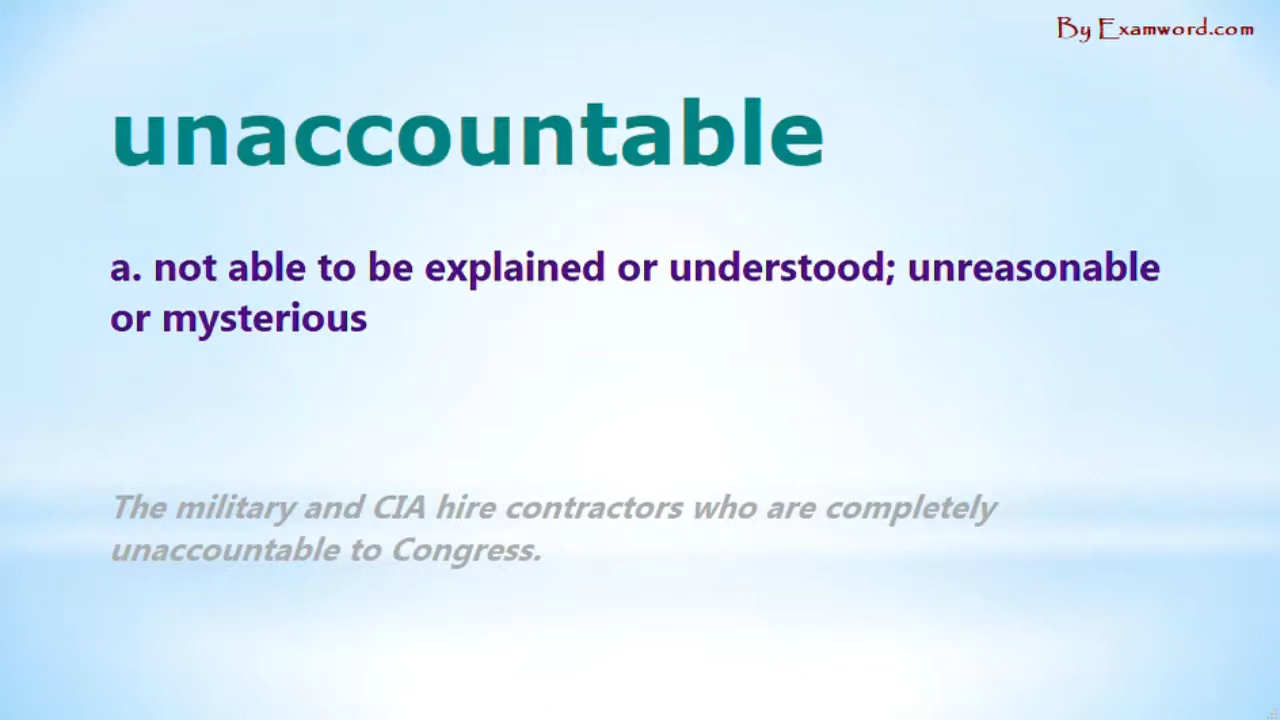 By Examword.com
unaccountable
a. not able to be explained or understood; unreasonable
or mysterious
The military and CIA hire contractors who are completely
unaccountable to Congress.